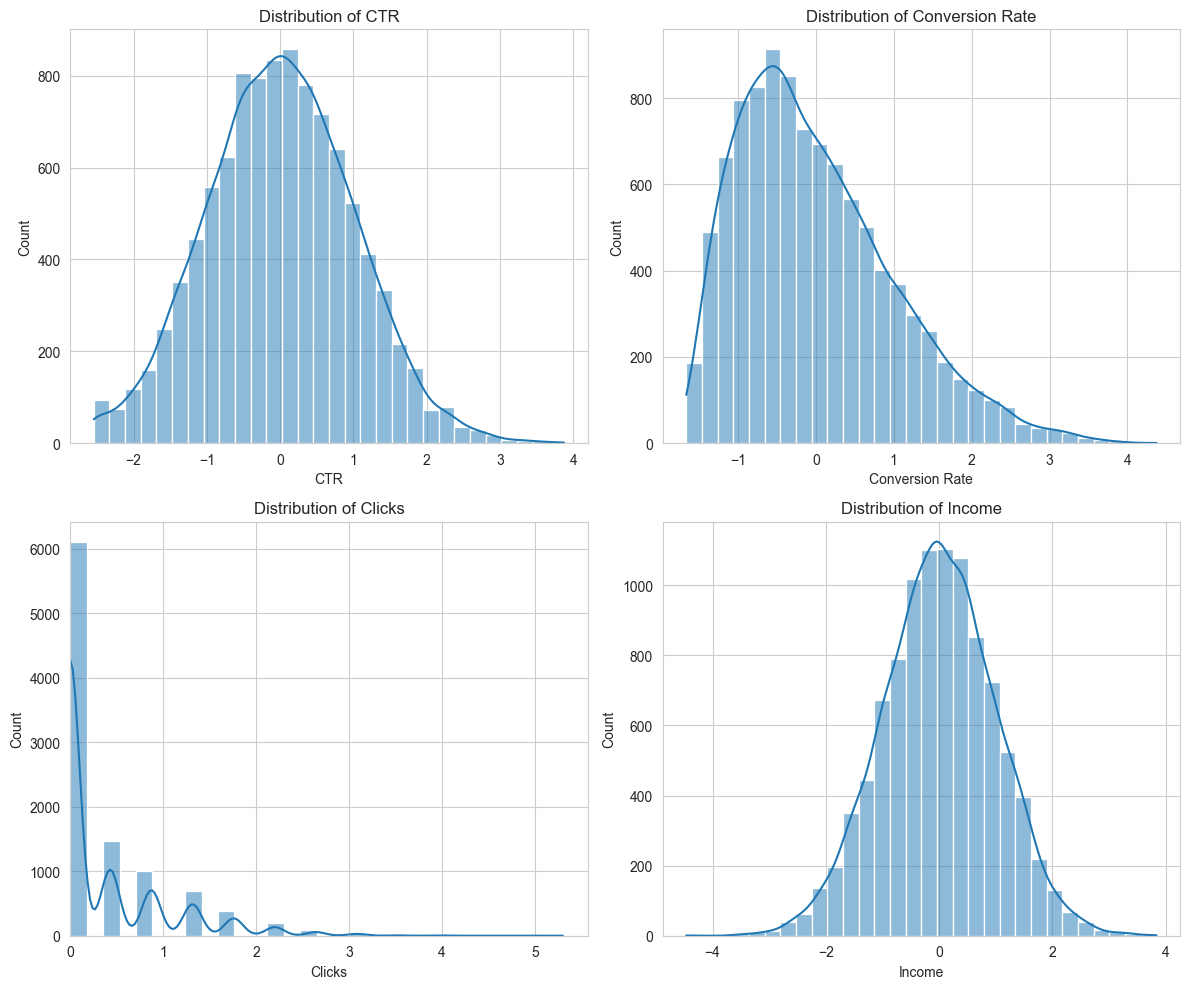 Distribution of CTR
800
600
400
200
0
Count
−2 −1 0 1 2 3 4
CTR
Distribution of Conversion Rate
800
600
400
200
0
Count
−1 0 1 2 3 4
Conversion Rate
Distribution of Clicks
6000
5000
4000
3000
2000
1000
0
Count
0 1 2 3 4 5
Clicks
Distribution of Income
1000
800
600
400
200
0
Count
−4 −2 0 2 4
Income